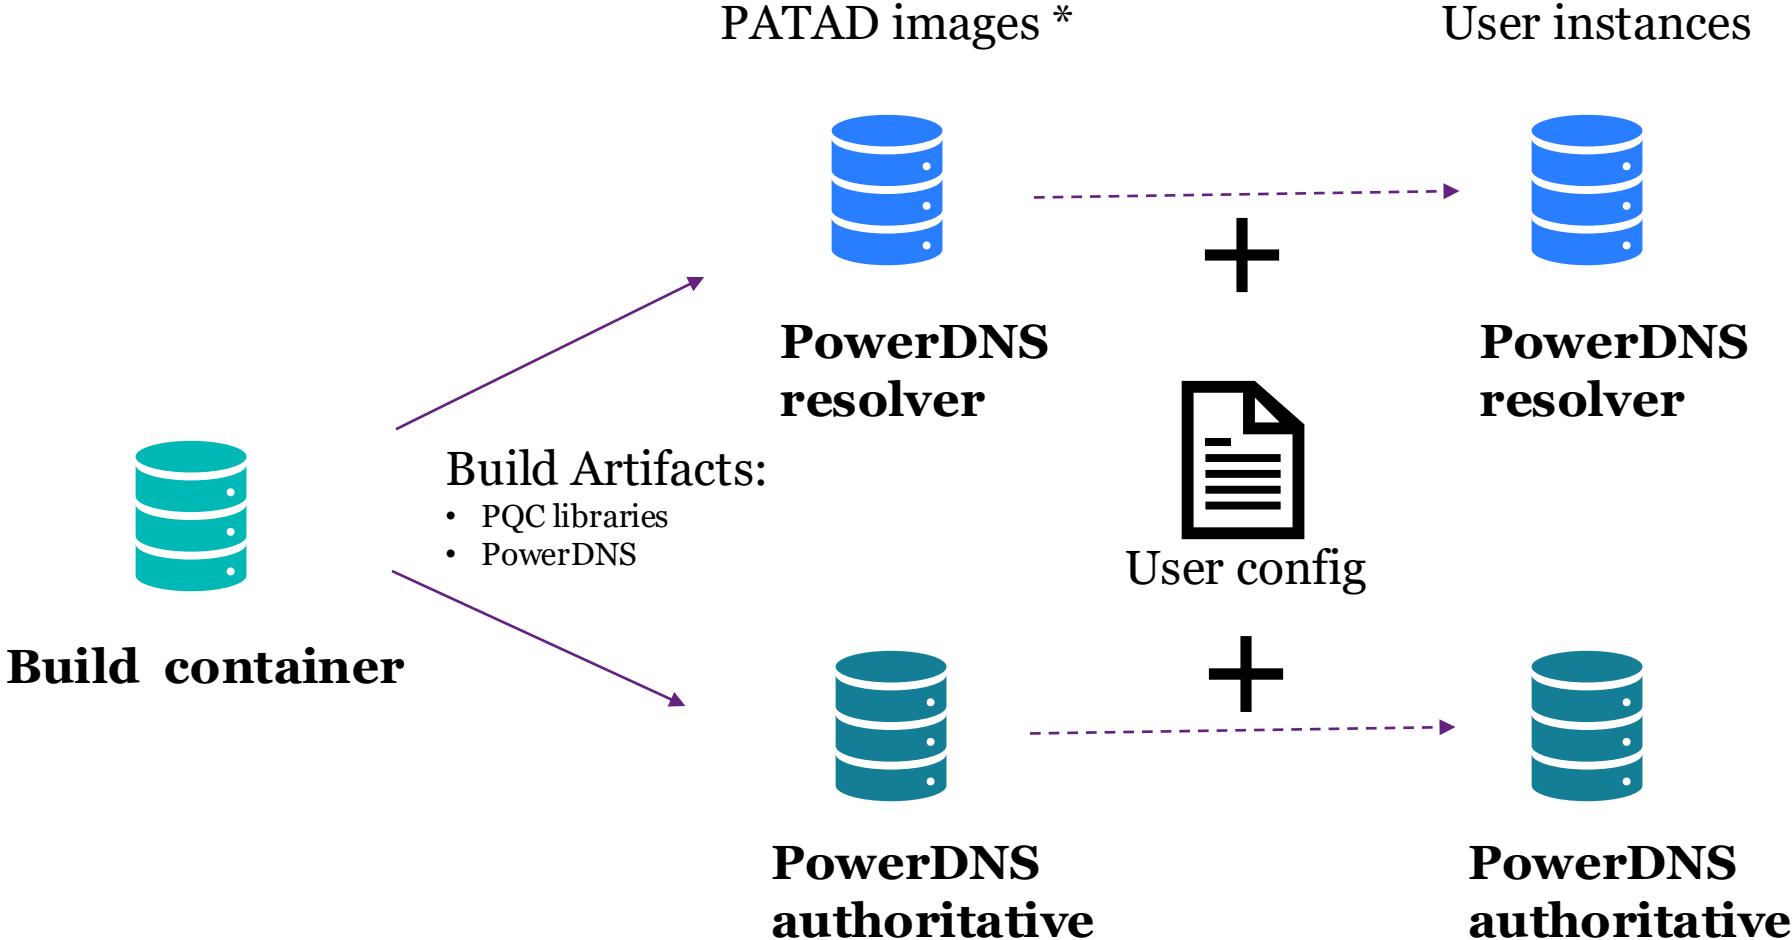 PATAD images *
User instances
PowerDNS
resolver
PowerDNS
resolver
Build Artifacts:
• PQC libraries
• PowerDNS
User config
Build container
PowerDNS
authoritative
PowerDNS
authoritative